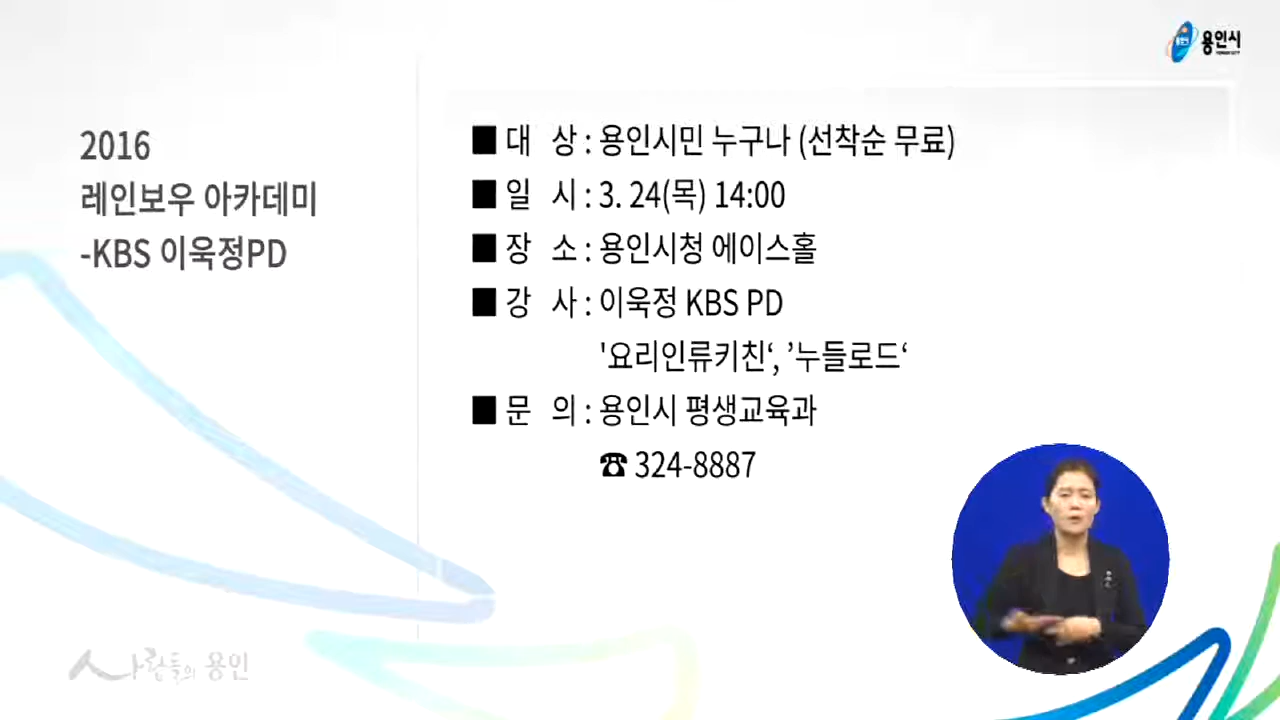 용인시
2016
레인보우 아카데미
-KBS 이욱정PD
■ 대 상 : 용인시민 누구나 (선착순 무료)
■ 일 시 : 3. 24(목) 14:00
■ 장 소 : 용인시청 에이스홀
■ 강 사 : 이욱정 KBS PD
'요리인류키친‘, ’누들로드‘
■ 문 의 : 용인시 평생교육과
☎ 324-8887
사람들의 용인